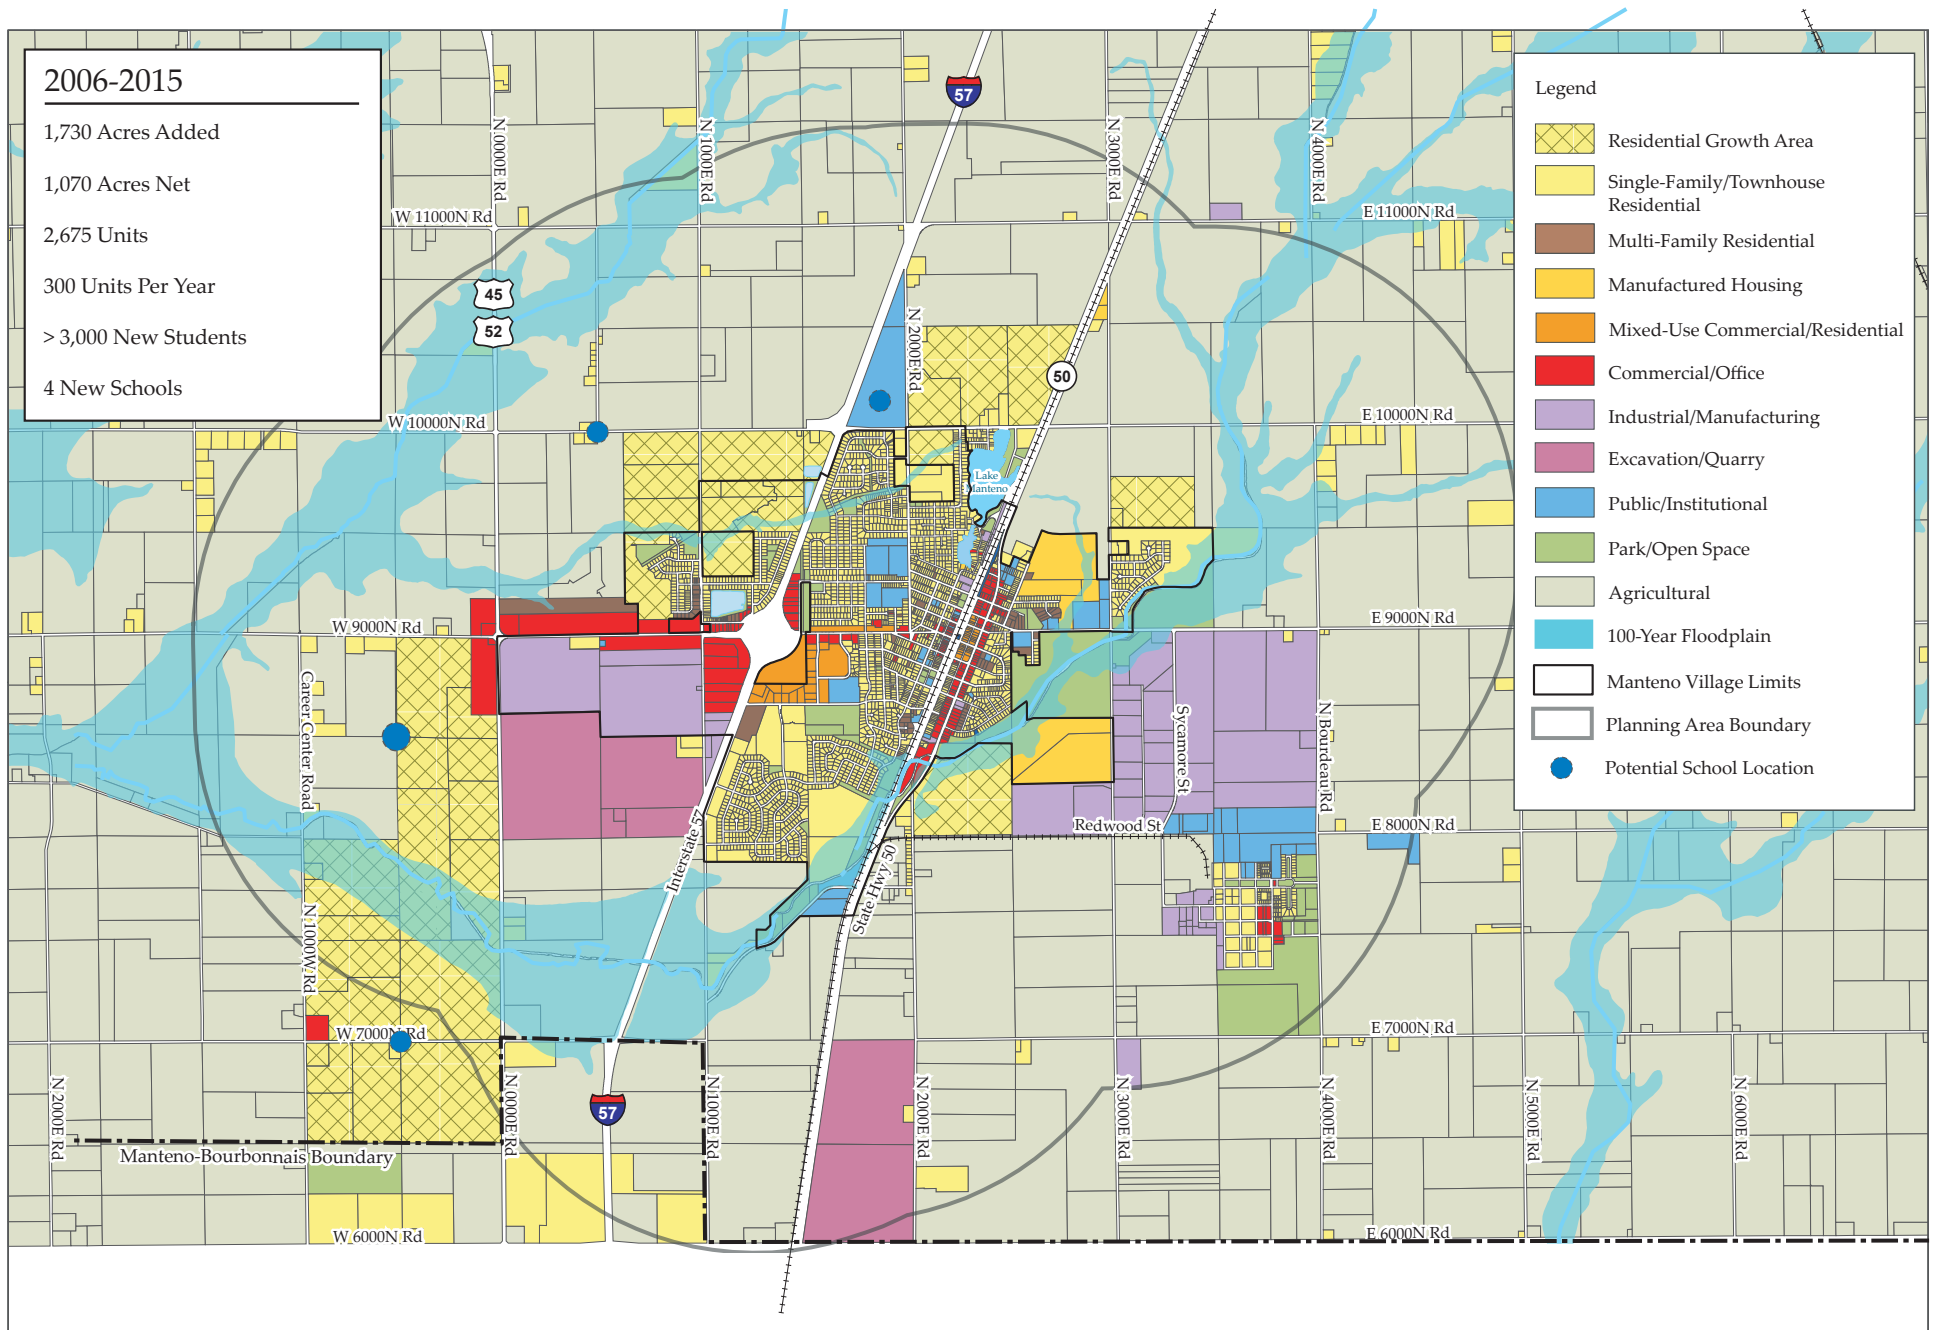 2006-2015
1,730 Acres Added
1,070 Acres Net
2,675 Units
300 Units Per Year
> 3,000 New Students
4 New Schools
Legend
Residential Growth Area
Single-Family/Townhouse
Residential
Multi-Family Residential
Manufactured Housing
Mixed-Use Commercial/Residential
Commercial/Office
Industrial/Manufacturing
Excavation/Quarry
Public/Institutional
Park/Open Space
Agricultural
100-Year Floodplain
Manteno Village Limits
Planning Area Boundary
Potential School Location
57
N 0000E Rd
N 1000E Rd
N 3000E Rd
N 4000E Rd
W 11000N Rd
E 11000N Rd
45
52
N 2000E Rd
50
W 10000N Rd
E 10000N Rd
Lake
Manteno
W 9000N Rd
E 9000N Rd
Career Center Road
Sycamore St
N Bourdeau Rd
Interstate 57
Redwood St
E 8000N Rd
State Hwy 50
N 1000W Rd
W 7000N Rd
E 7000N Rd
N 2000E Rd
N 0000E Rd
57
N 1000E Rd
N 2000E Rd
N 3000E Rd
N 4000E Rd
N 5000E Rd
N 6000E Rd
Manteno-Bourbonnais Boundary
W 6000N Rd
E 6000N Rd